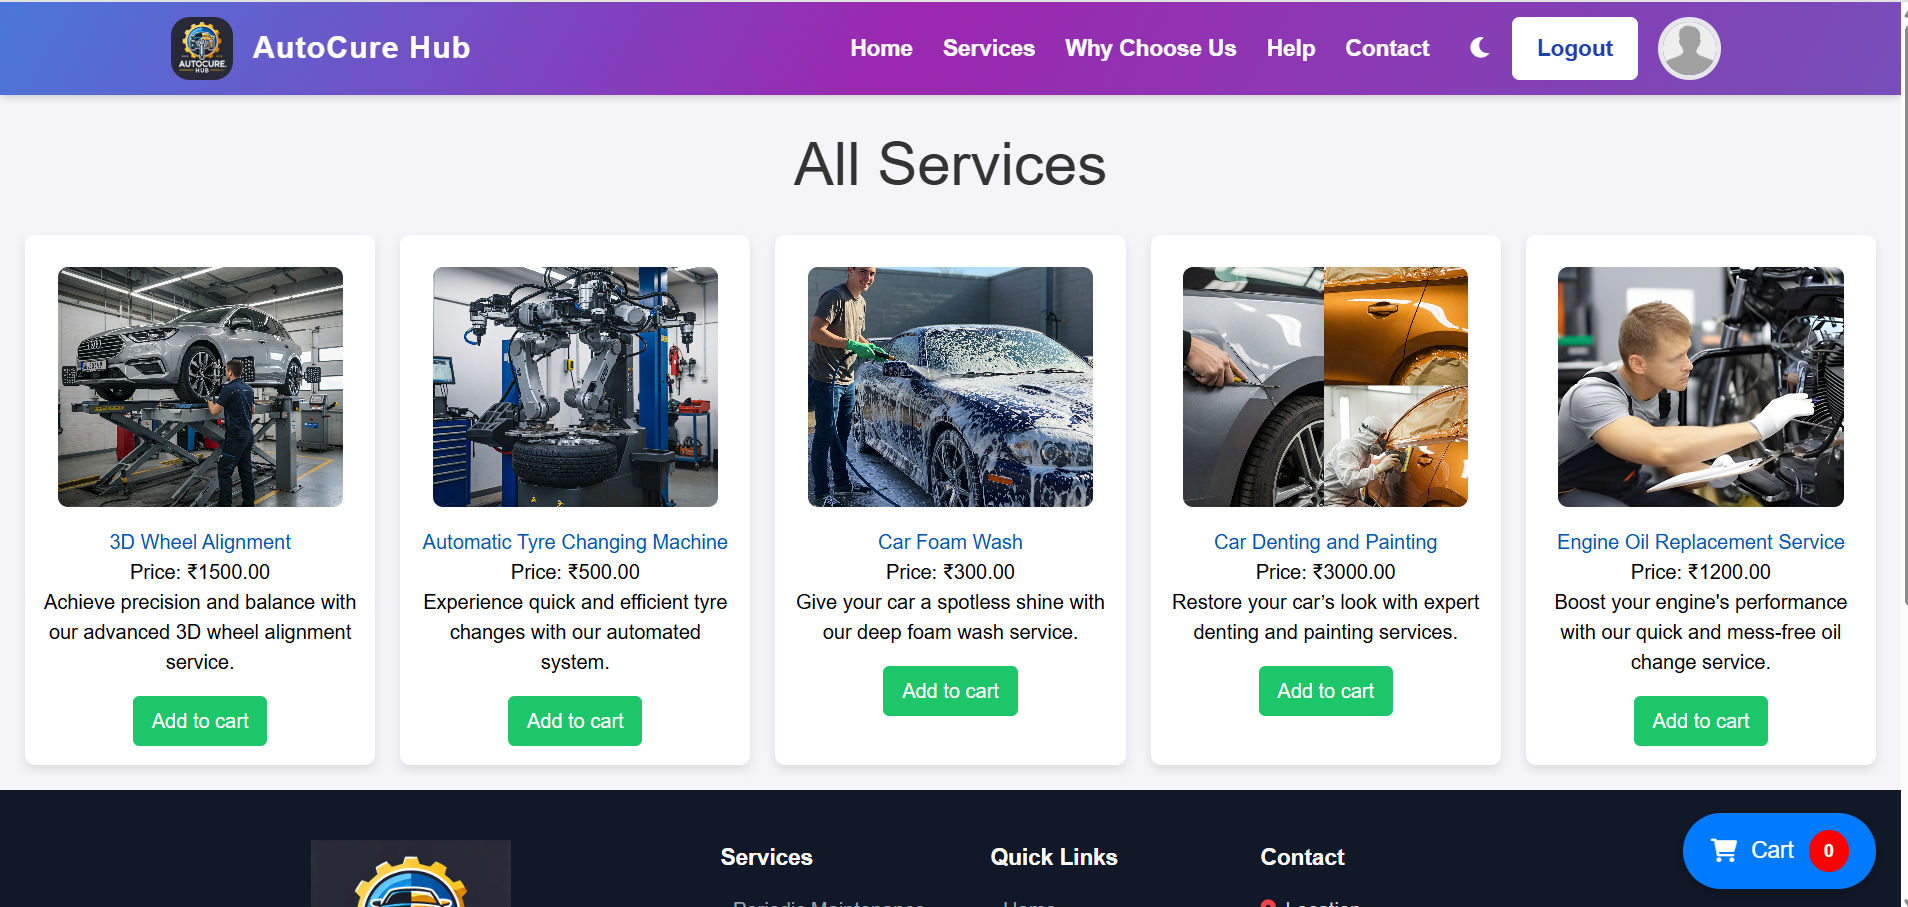 AUTOCURE
HUB
AutoCure Hub
Home
Services
Why Choose Us
Help
Contact
Logout
All Services
3D Wheel Alignment
Price: ₹1500.00
Achieve precision and balance with
our advanced 3D wheel alignment
service.
Add to cart
Automatic Tyre Changing Machine
Price: ₹500.00
Experience quick and efficient tyre
changes with our automated
system.
Add to cart
Car Foam Wash
Price: ₹300.00
Give your car a spotless shine with
our deep foam wash service.
Add to cart
Car Denting and Painting
Price: ₹3000.00
Restore your car’s look with expert
denting and painting services.
Add to cart
Engine Oil Replacement Service
Price: ₹1200.00
Boost your engine's performance
with our quick and mess-free oil
change service.
Add to cart
Services
Periodic Maintenance
Quick Links
Home
Contact
Location
Cart 0